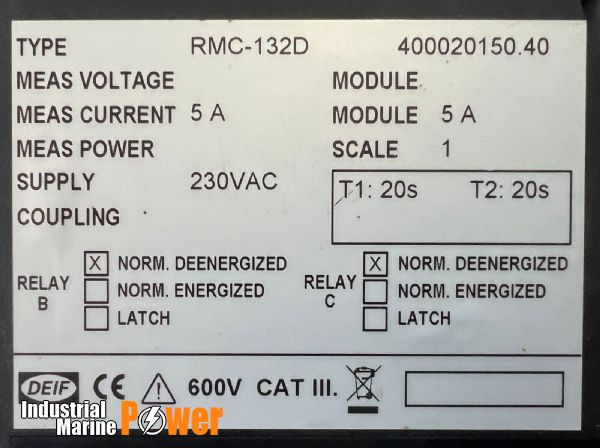 TYPE RMC-132D 400020150.40
MEAS VOLTAGE MODULE
MEAS CURRENT 5 A MODULE 5 A
MEAS POWER SCALE 1
SUPPLY 230VAC T1: 20s T2: 20s
COUPLING
RELAY B X NORM. DEENERGIZED
NORM. ENERGIZED
LATCH
RELAY C X NORM. DEENERGIZED
NORM. ENERGIZED
LATCH
DEIF CE 600V CAT III.
Industrial
Marine Power